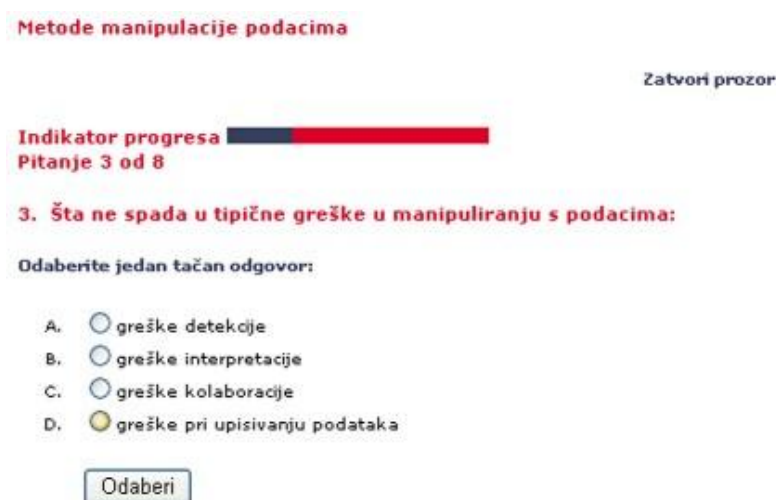 Metode manipulacije podacima
Zatvori prozor
Indikator progresa
Pitanje 3 od 8
3. Šta ne spada u tipične greške u manipuliranju s podacima:
Odaberite jedan tačan odgovor:
A. greške detekcije
B. greške interpretacije
C. greške kolaboracije
D. greške pri upisivanju podataka
Odaberi